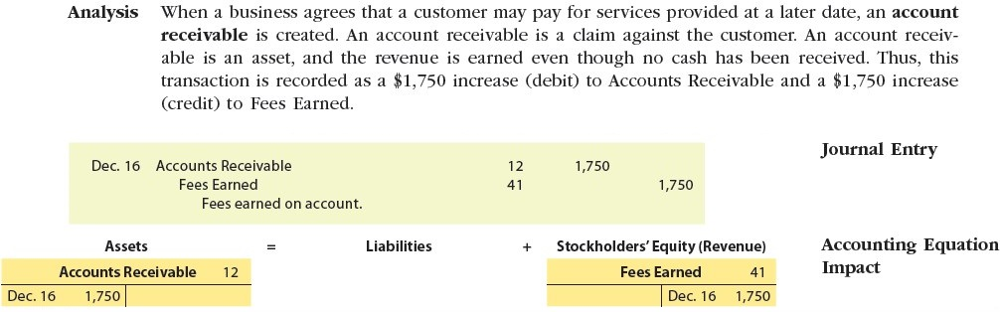 Analysis When a business agrees that a customer may pay for services provided at a later date, an account
receivable is created. An account receivable is a claim against the customer. An account receiv-
able is an asset, and the revenue is earned even though no cash has been received. Thus, this
transaction is recorded as a $1,750 increase (debit) to Accounts Receivable and a $1,750 increase
(credit) to Fees Earned.
Journal Entry
Dec. 16 Accounts Receivable 12 1,750
Fees Earned 41 1,750
Fees earned on account.
Assets = Liabilities + Stockholders' Equity (Revenue)
Accounting Equation
Impact
Accounts Receivable 12 Fees Earned 41
Dec. 16 1,750 Dec. 16 1,750